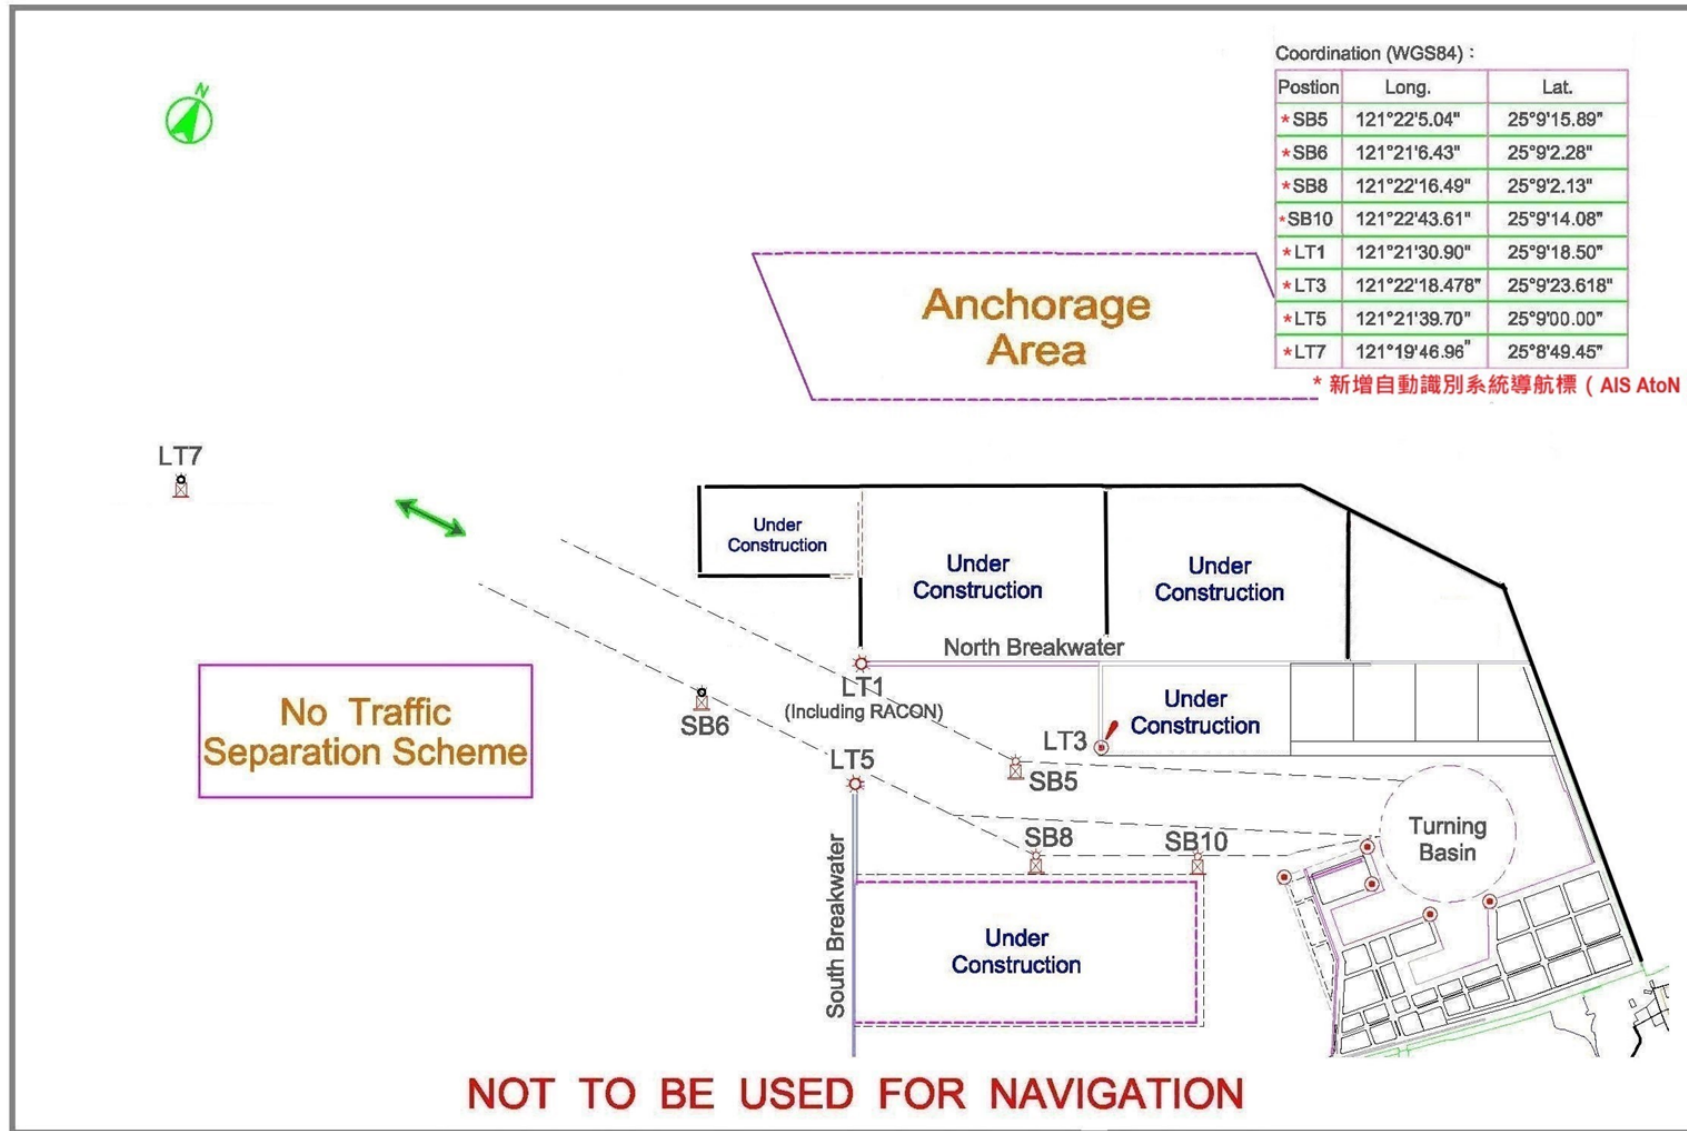 N
Coordination (WGS84) :
Postion Long. Lat.
*SB5 121°22'5.04" 25°9'15.89"
*SB6 121°21'6.43" 25°9'2.28"
*SB8 121°22'16.49" 25°9'2.13"
*SB10 121°22'43.61" 25°9'14.08"
*LT1 121°21'30.90" 25°9'18.50"
*LT3 121°22'18.478" 25°9'23.618"
*LT5 121°21'39.70" 25°9'00.00"
*LT7 121°19'46.96" 25°8'49.45"
* 新增自動識別系統導航標 ( AIS AtoN
Anchorage
Area
LT7
Under
Construction
Under
Construction
Under
Construction
North Breakwater
LT1
(Including RACON)
Under
Construction
No Traffic
Separation Scheme
SB6
LT3
LT5
SB5
SB8
SB10
Turning
Basin
South Breakwater
Under
Construction
NOT TO BE USED FOR NAVIGATION